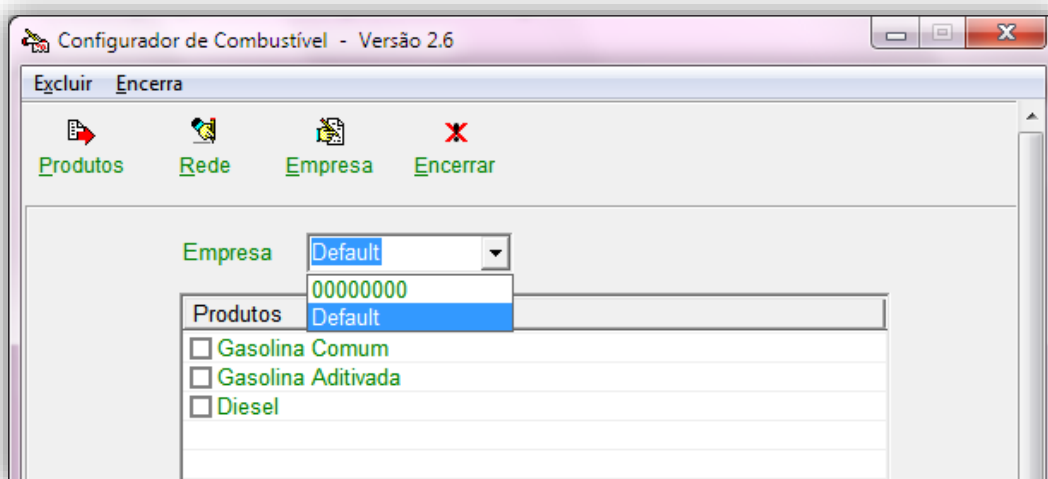 Configurador de Combustível - Versão 2.6
Excluir Encerra
Produtos Rede Empresa Encerrar
Empresa Default
00000000
Default
Produtos
Gasolina Comum
Gasolina Aditivada
Diesel